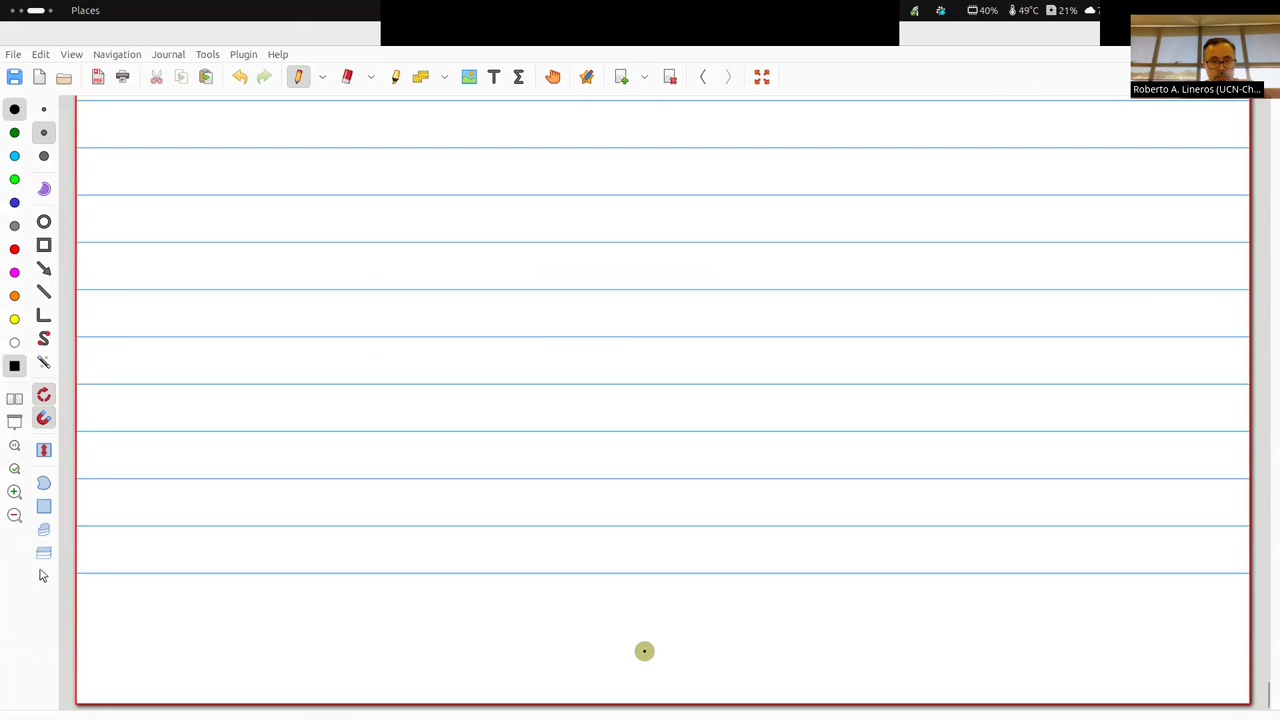 Places
40%
49°C
21%
File Edit View Navigation Journal Tools Plugin Help
Roberto A. Lineros (UCN-Ch...